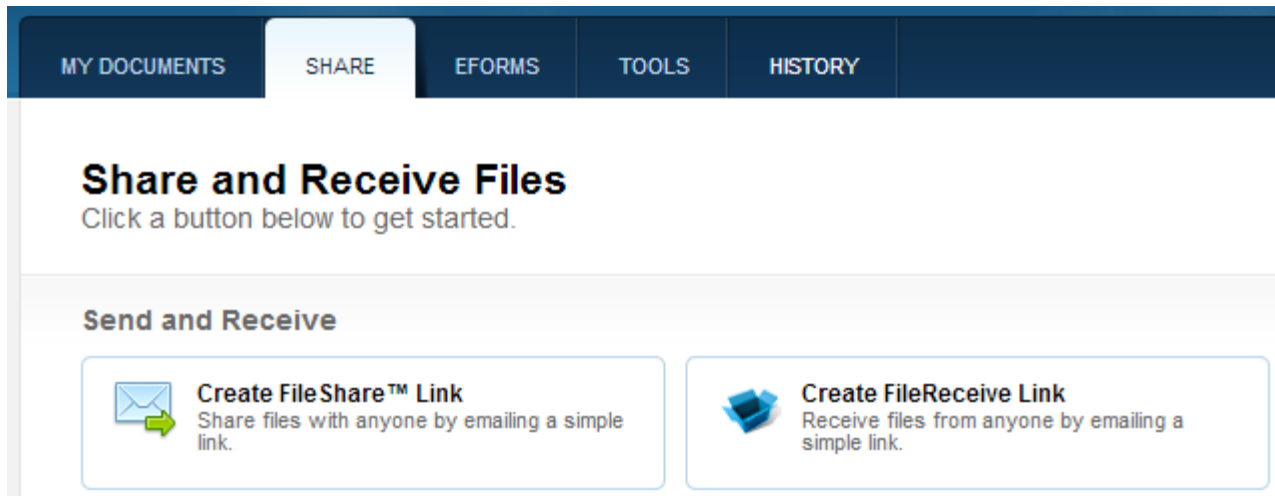 MY DOCUMENTS SHARE EFORMS TOOLS HISTORY
Share and Receive Files
Click a button below to get started.
Send and Receive
Create FileShare™ Link
Share files with anyone by emailing a simple
link.
Create FileReceive Link
Receive files from anyone by emailing a
simple link.